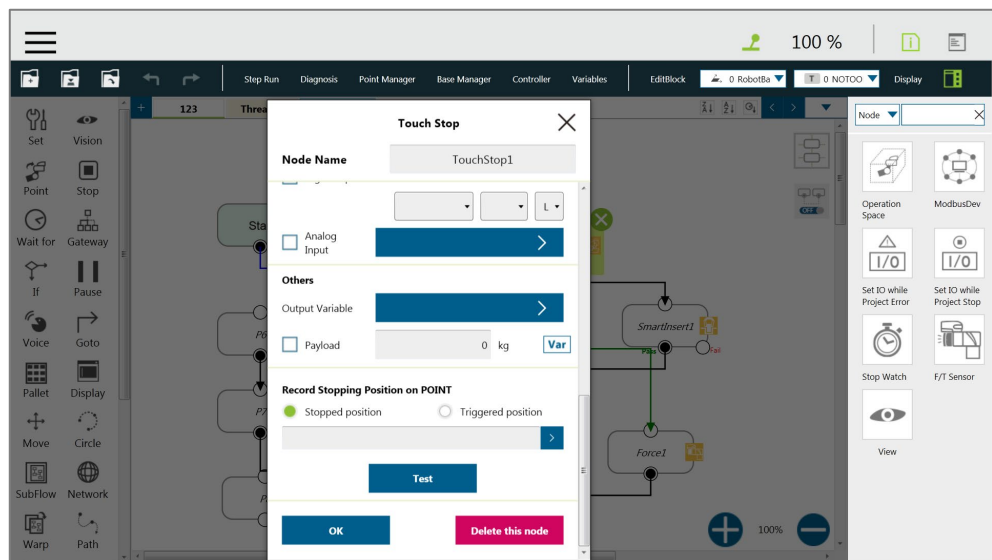 100 %
Step Run Diagnosis Point Manager Base Manager Controller Variables EditBlock 0 RobotBa T 0 NOTOO Display
123
Threa
Set
Vision
Point
Stop
Wait for
Gateway
If
Pause
Voice
Goto
Pallet
Display
Move
Circle
SubFlow
Network
Warp
Path
Touch Stop
Node Name
TouchStop1
L
Analog
Input
Others
Output Variable
Payload
0 kg
Var
Record Stopping Position on POINT
Stopped position
Triggered position
Test
OK
Delete this node
Sta
P7
SmartInsert1
Pass
Fail
Force1
OFF
100%
Node
Operation
Space
ModbusDev
I/O
I/O
Set IO while
Project Error
Set IO while
Project Stop
Stop Watch
F/T Sensor
View